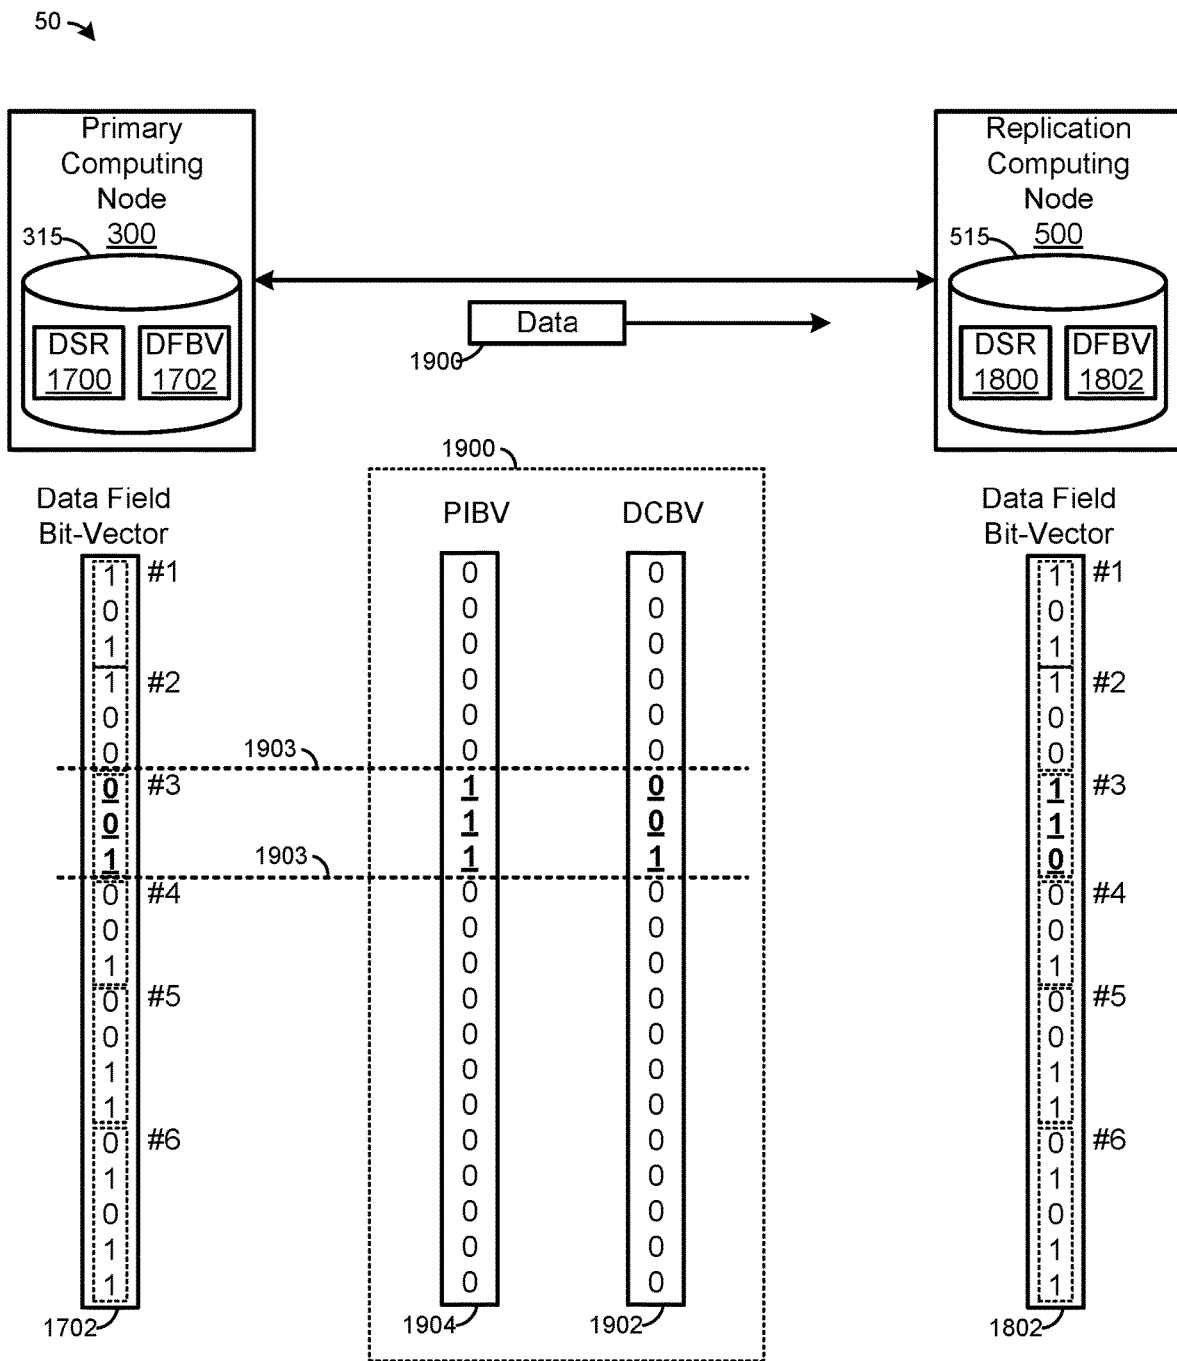 50
Primary
Computing
Node
300
315
DSR
1700
DFBV
1702
Data
1900
Replication
Computing
Node
500
515
DSR
1800
DFBV
1802
1900
Data Field
Bit-Vector
PIBV
DCBV
Data Field
Bit-Vector
1 #1 0 0 1 #1
0 0 0 0
1 0 0 1
1 #2 0 0 1 #2
0 0 0 0
0 0 0 0
1903
0 #3 1 0 1 #3
0 1 0 1
1 1 1 0
1903
0 #4 0 0 0 #4
0 0 0 0
1 0 0 1
0 #5 0 0 0 #5
0 0 0 0
1 0 0 1
1 0 0 1
0 #6 0 0 0 #6
1 0 0 1
0 0 0 0
1 0 0 1
1 0 0 1
1702
1904
1902
1802